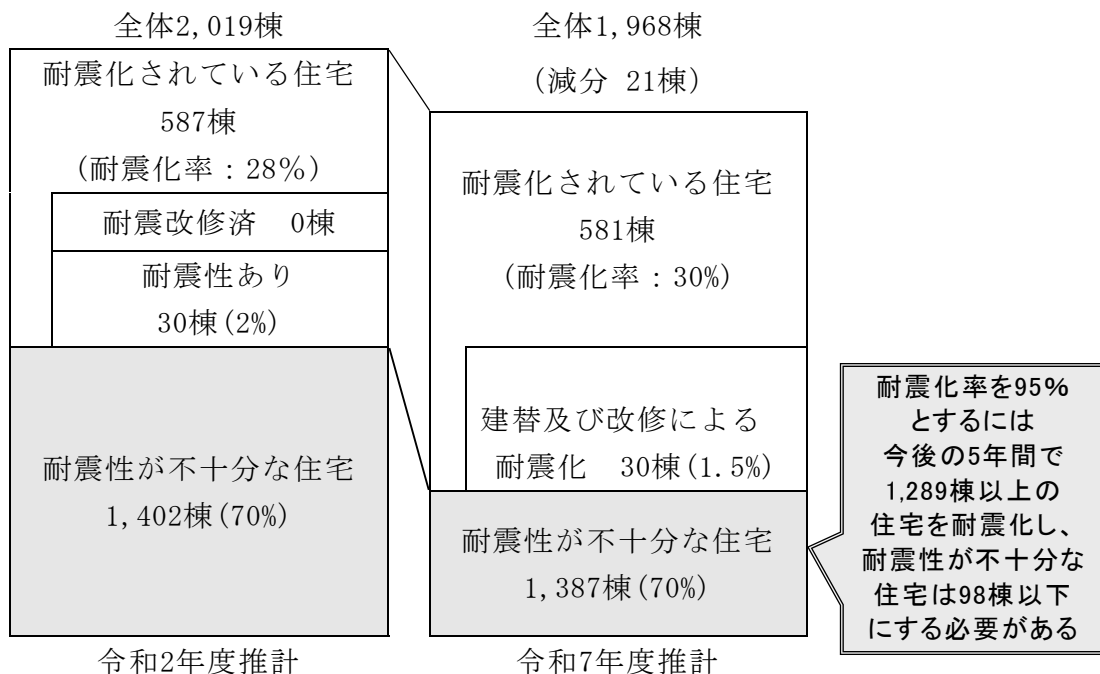 全体2,019棟
耐震化されている住宅
587棟
(耐震化率：28%)
耐震改修済　0棟
耐震性あり
30棟(2%)
耐震性が不十分な住宅
1,402棟(70%)
令和2年度推計
全体1,968棟
(減分 21棟)
耐震化されている住宅
581棟
(耐震化率：30%)
建替及び改修による
耐震化　30棟(1.5%)
耐震性が不十分な住宅
1,387棟(70%)
令和7年度推計
耐震化率を95%
とするには
今後の5年間で
1,289棟以上の
住宅を耐震化し、
耐震性が不十分な
住宅は98棟以下
にする必要がある